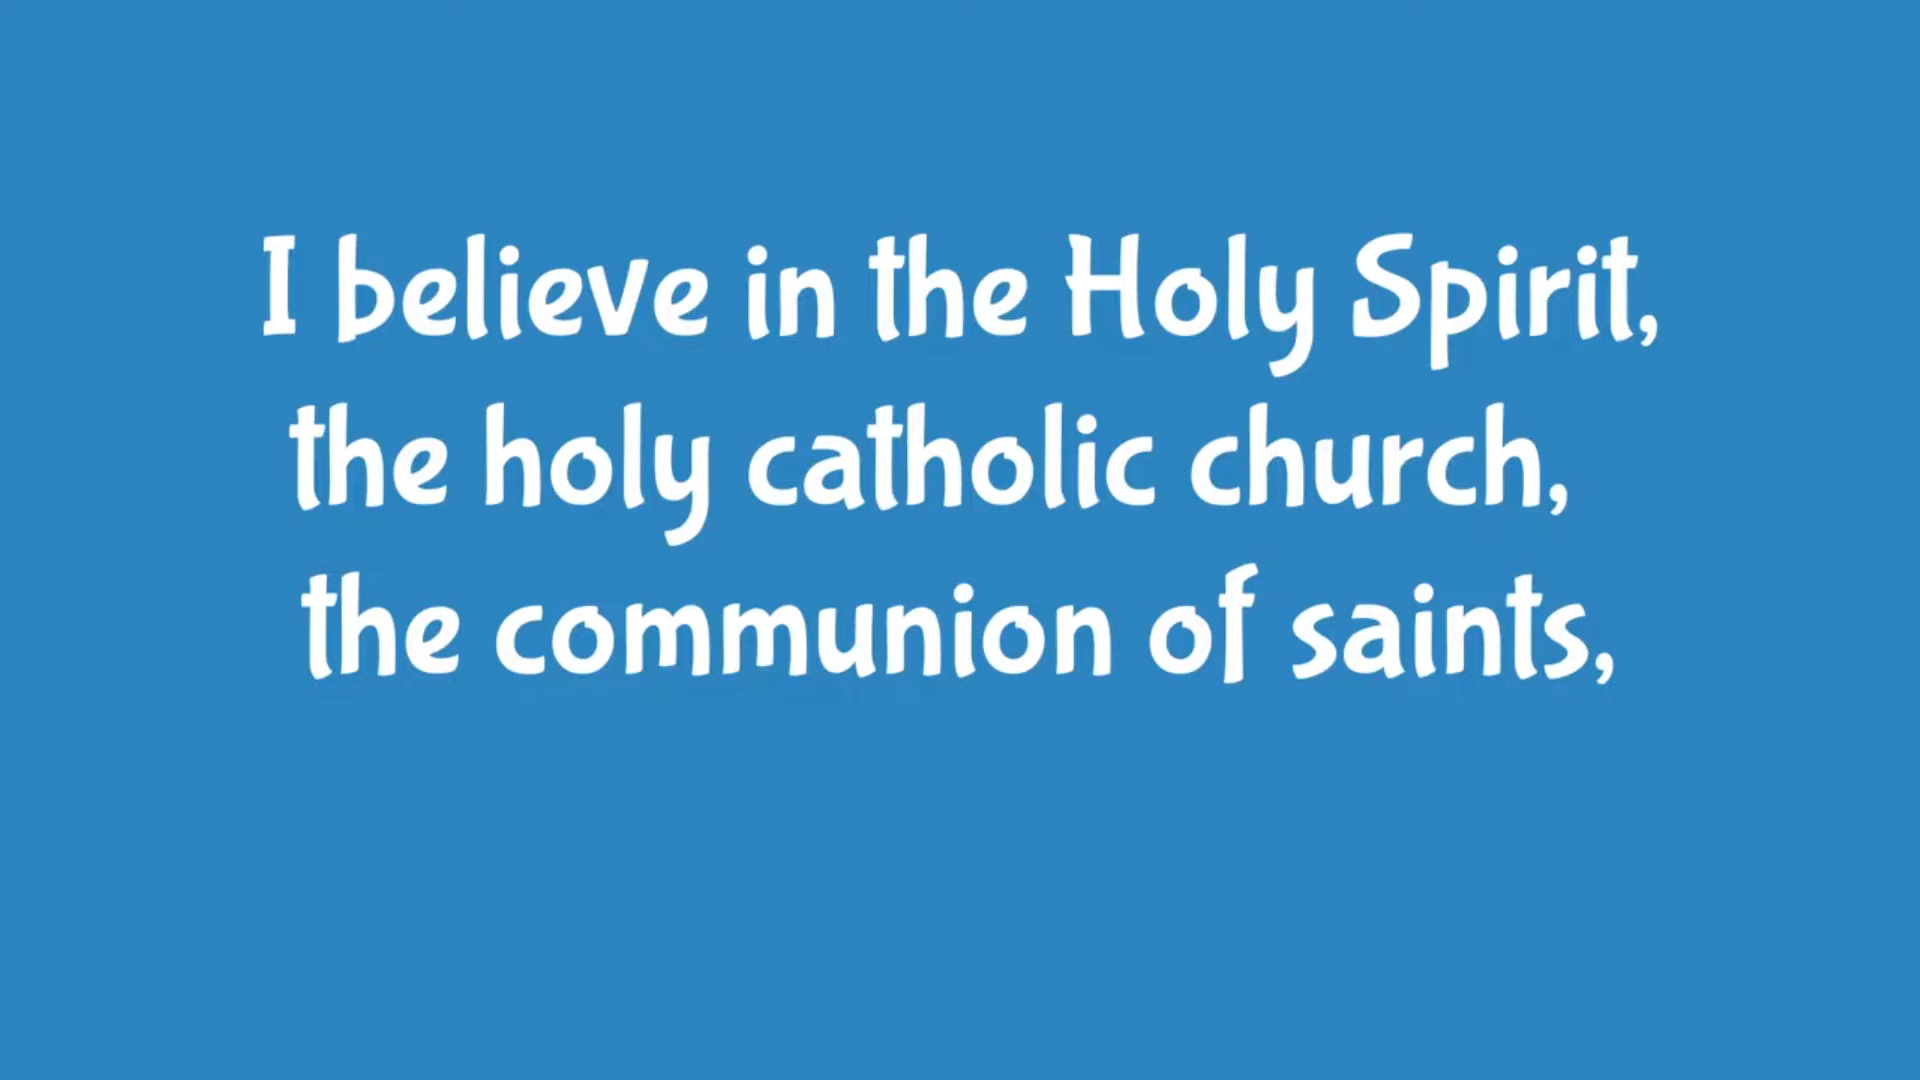 I believe in the Holy Spirit,
the holy catholic church,
the communion of saints,